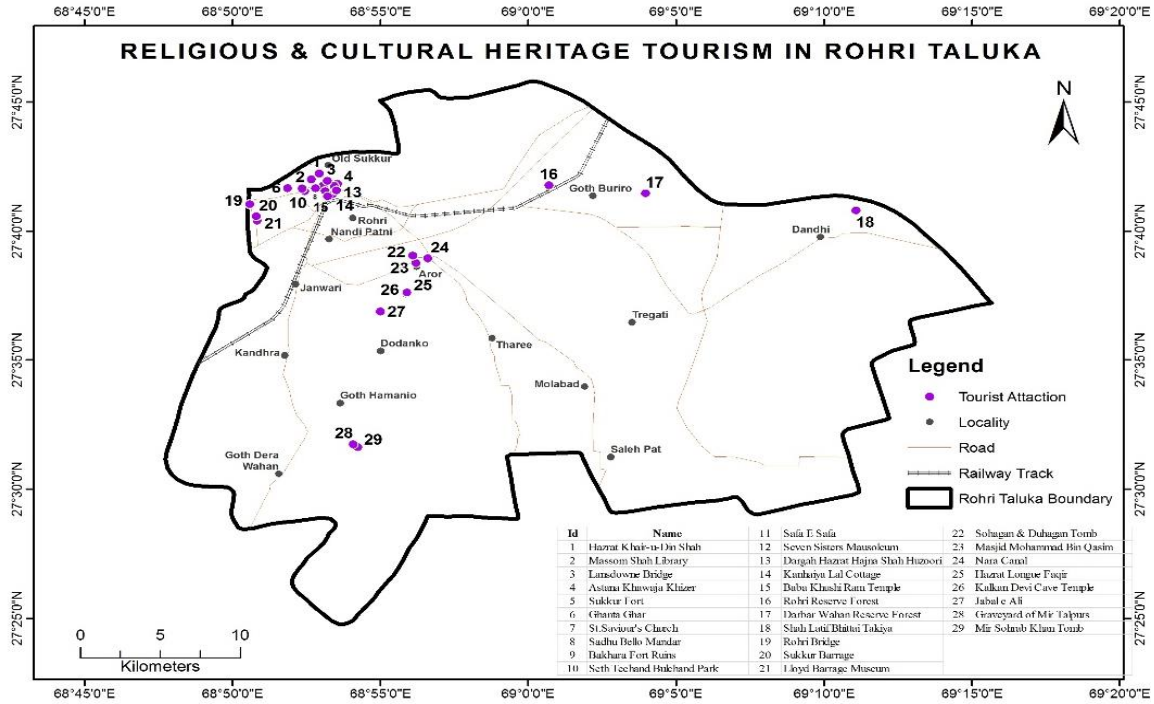 68°45'0"E 68°50'0"E 68°55'0"E 69°0'0"E 69°5'0"E 69°10'0"E 69°15'0"E 69°20'0"E
RELIGIOUS & CULTURAL HERITAGE TOURISM IN ROHRI TALUKA
N
27°45'0"N 27°45'0"N
Old Sukkur
1 3
2 4
6
10 13
15 14
16
Goth Buriro
17
19 20
21
Rohri
Nandi Patni
18
Dandhi
27°40'0"N 27°40'0"N
22 24
23
Aror
25
26
27
Janwari
Tregati
Dodanko
Tharee
Kandhra
27°35'0"N 27°35'0"N
Molabad
Goth Hamanio
28 29
Goth Dera
Wahan
Saleh Pat
27°30'0"N 27°30'0"N
Legend
Tourist Attaction
Locality
Road
Railway Track
Rohri Taluka Boundary
27°25'0"N 27°25'0"N
0 5 10
Kilometers
Id Name
1 Hazrat Khair-u-Din Shah
2 Massom Shah Library
3 Lansdowne Bridge
4 Astana Khawaja Khizer
5 Sukkur Fort
6 Ghanta Ghar
7 St.Saviour's Church
8 Sadhu Bello Mandar
9 Bakhara Fort Ruins
10 Seth Techand Bulchand Park
11 Safa E Safa
12 Seven Sisters Mausoleum
13 Dargah Hazrat Hajna Shah Huzoori
14 Kanhaiya Lal Cottage
15 Baba Khushi Ram Temple
16 Rohri Reserve Forest
17 Darbar Wahan Reserve Forest
18 Shah Latif Bhittai Takiya
19 Rohri Bridge
20 Sukkur Barrage
21 Lloyd Barrage Museum
22 Sohagan & Duhagan Tomb
23 Masjid Mohammad Bin Qasim
24 Nara Canal
25 Hazrat Longue Faqir
26 Kalkan Devi Cave Temple
27 Jabal e Ali
28 Graveyard of Mir Talpurs
29 Mir Sohrab Khan Tomb
68°45'0"E 68°50'0"E 68°55'0"E 69°0'0"E 69°5'0"E 69°10'0"E 69°15'0"E 69°20'0"E